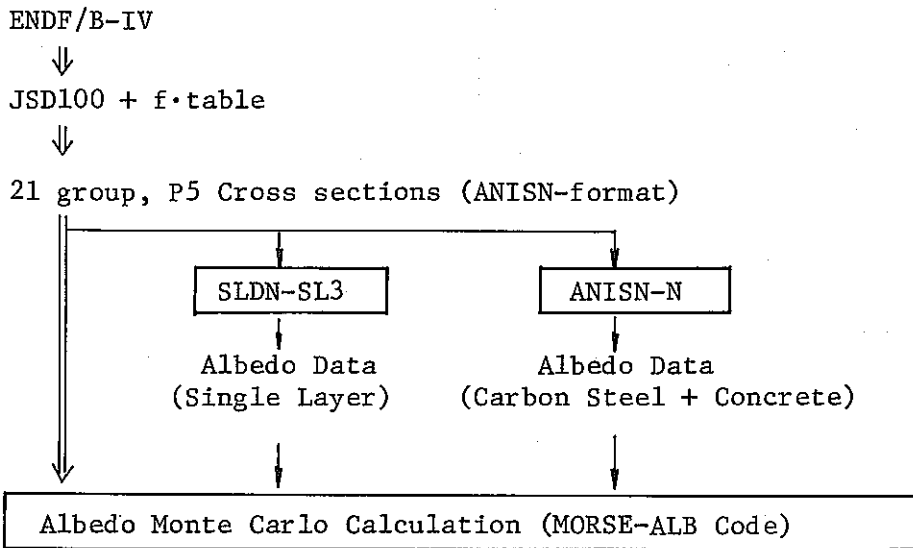 ENDF/B-IV
⇓
JSD100 + f·table
⇓
21 group, P5 Cross sections (ANISN-format)
SLDN-SL3
ANISN-N
Albedo Data
(Single Layer)
Albedo Data
(Carbon Steel + Concrete)
Albedo Monte Carlo Calculation (MORSE-ALB Code)